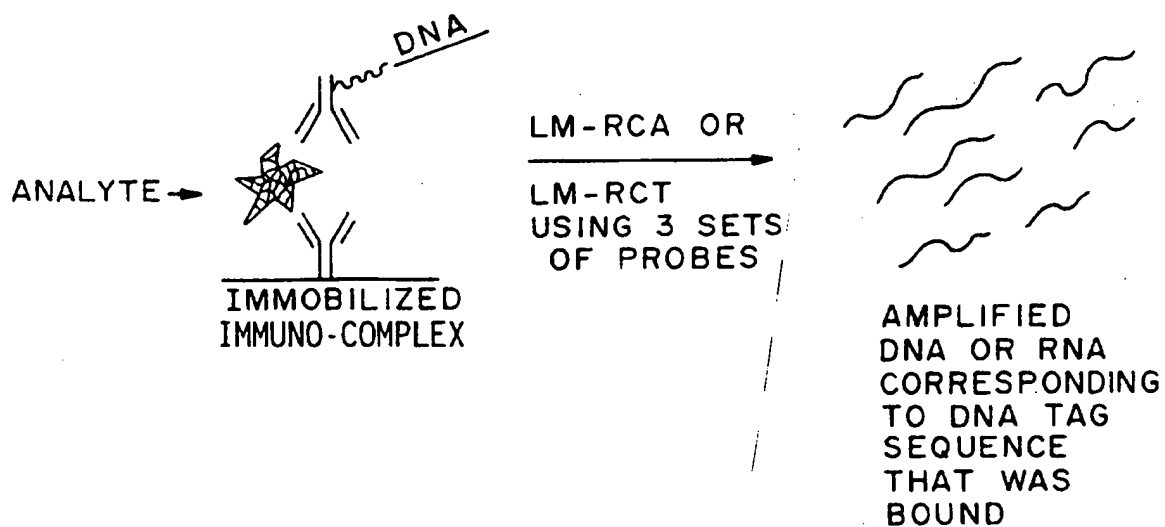 DNA
ANALYTE
IMMOBILIZED
IMMUNO-COMPLEX
LM-RCA OR
LM-RCT
USING 3 SETS
OF PROBES
AMPLIFIED
DNA OR RNA
CORRESPONDING
TO DNA TAG
SEQUENCE
THAT WAS
BOUND